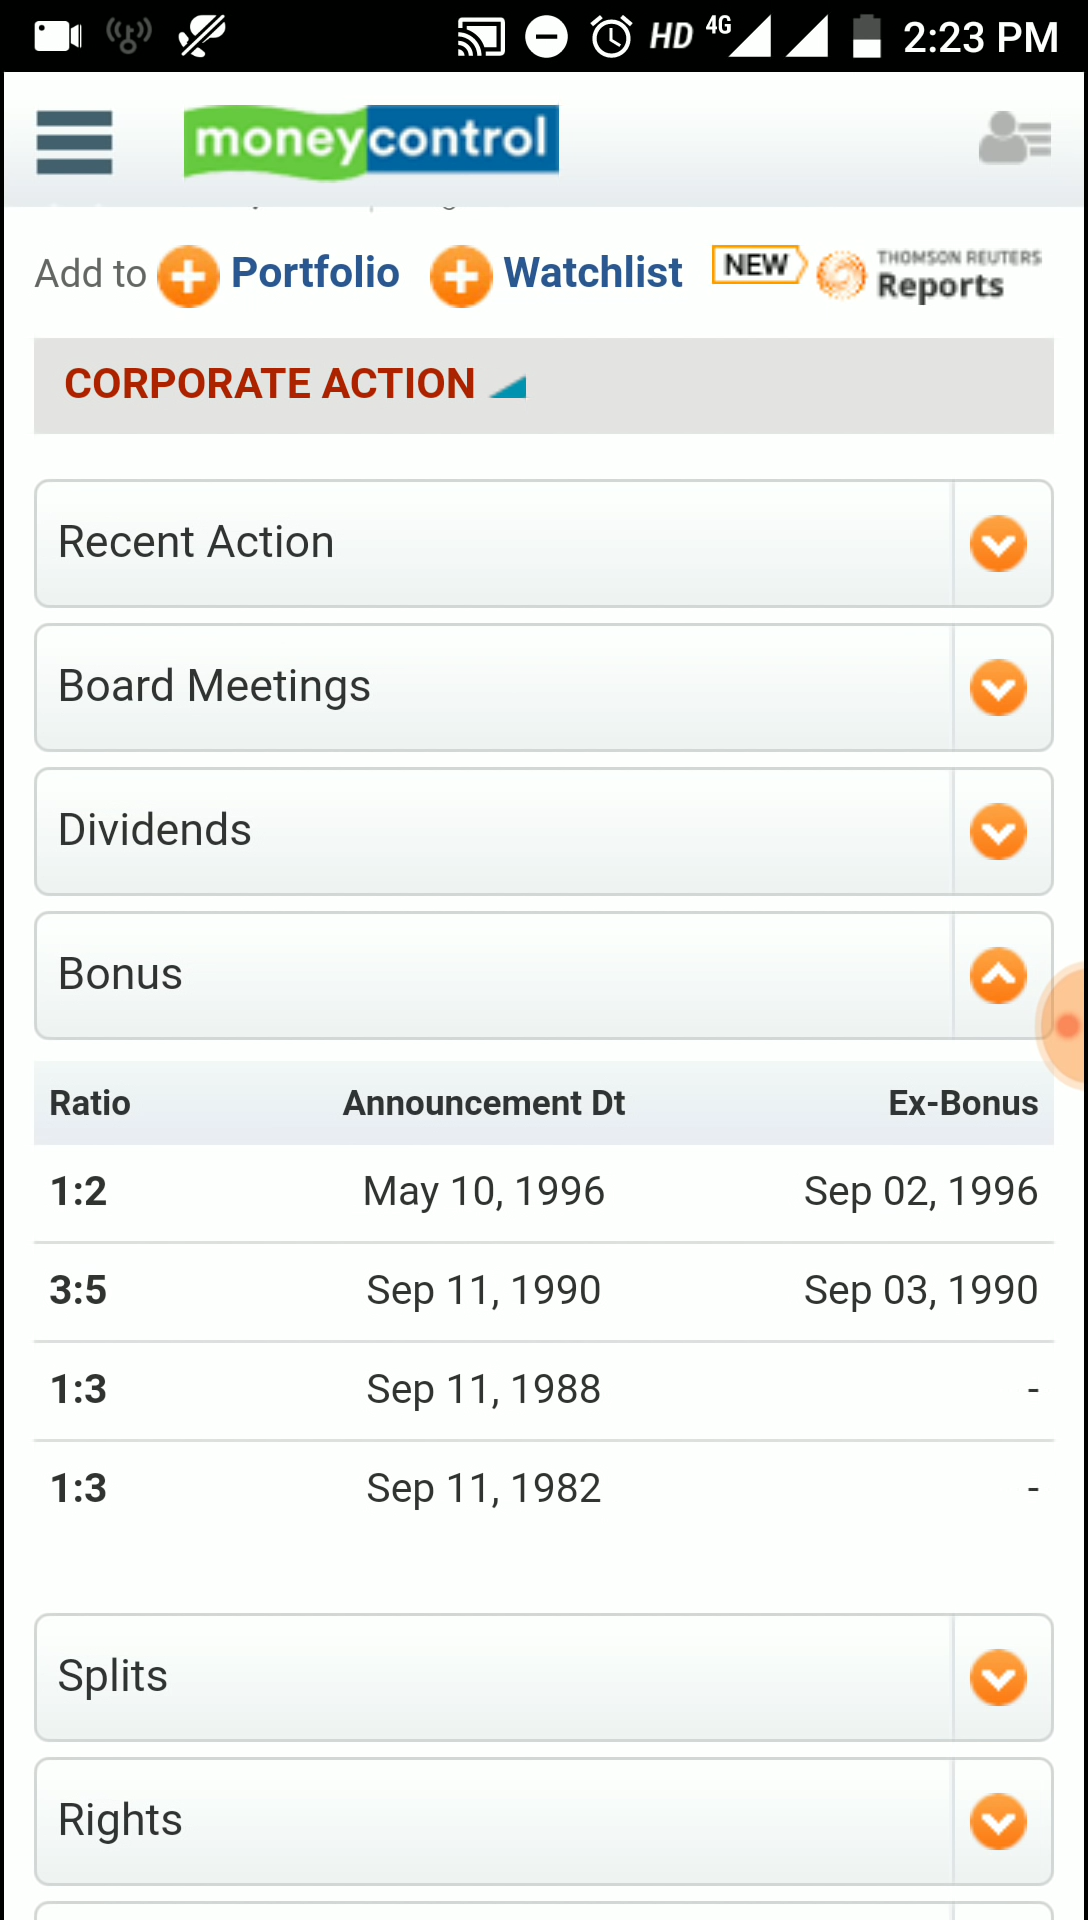 HD 4G 2:23 PM
moneycontrol
Add to Portfolio Watchlist NEW THOMSON REUTERS Reports
CORPORATE ACTION
Recent Action
Board Meetings
Dividends
Bonus
Ratio Announcement Dt Ex-Bonus
1:2 May 10, 1996 Sep 02, 1996
3:5 Sep 11, 1990 Sep 03, 1990
1:3 Sep 11, 1988 -
1:3 Sep 11, 1982 -
Splits
Rights